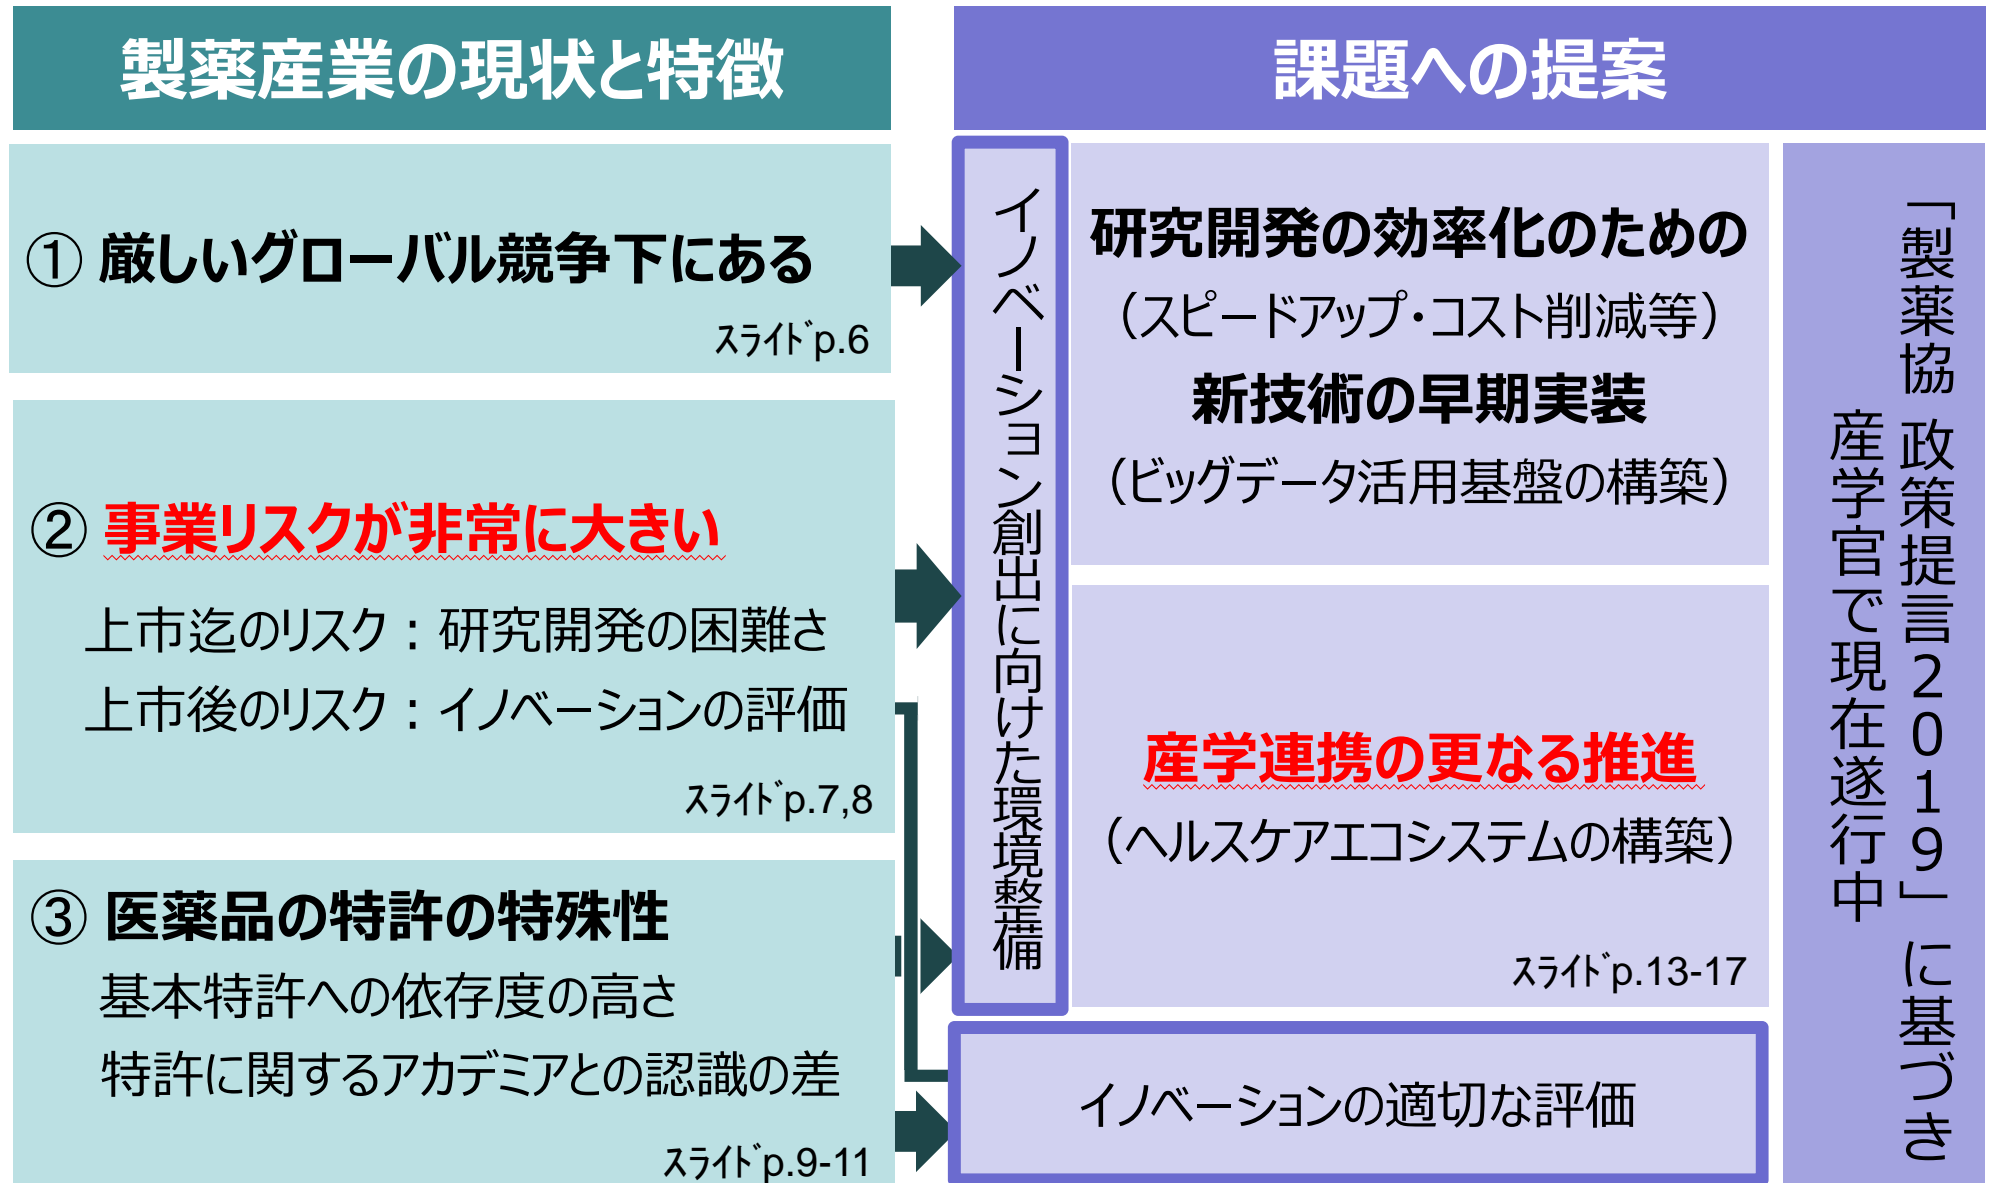 製薬産業の現状と特徴
① 厳しいグローバル競争下にある
ｽﾗｲﾄﾞp.6
② 事業リスクが非常に大きい
上市迄のリスク：研究開発の困難さ
上市後のリスク：イノベーションの評価
ｽﾗｲﾄﾞp.7,8
③ 医薬品の特許の特殊性
基本特許への依存度の高さ
特許に関するアカデミアとの認識の差
ｽﾗｲﾄﾞp.9-11
課題への提案
イノベーション創出に向けた環境整備
研究開発の効率化のための
（スピードアップ・コスト削減等）
新技術の早期実装
（ビッグデータ活用基盤の構築）
産学連携の更なる推進
（ヘルスケアエコシステムの構築）
ｽﾗｲﾄﾞp.13-17
イノベーションの適切な評価
「製薬協 政策提言２０１９」に基づき
産学官で現在遂行中